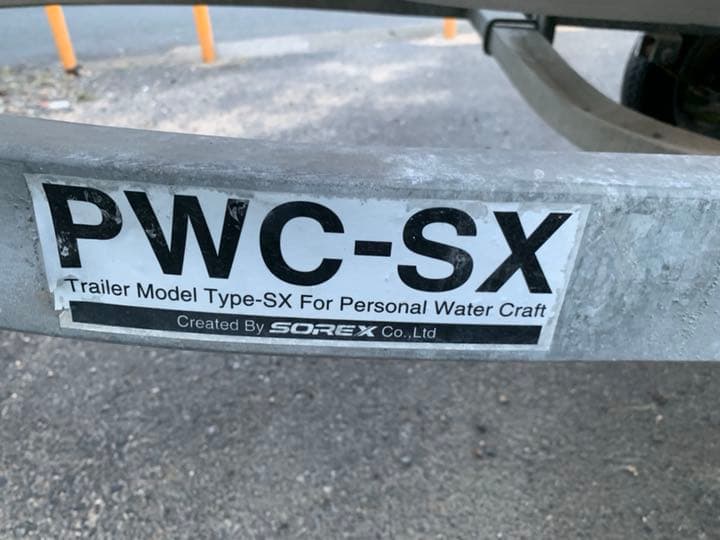 PWC-SX
Trailer Model Type-SX For Personal Water Craft
Created By SOREX Co.,Ltd